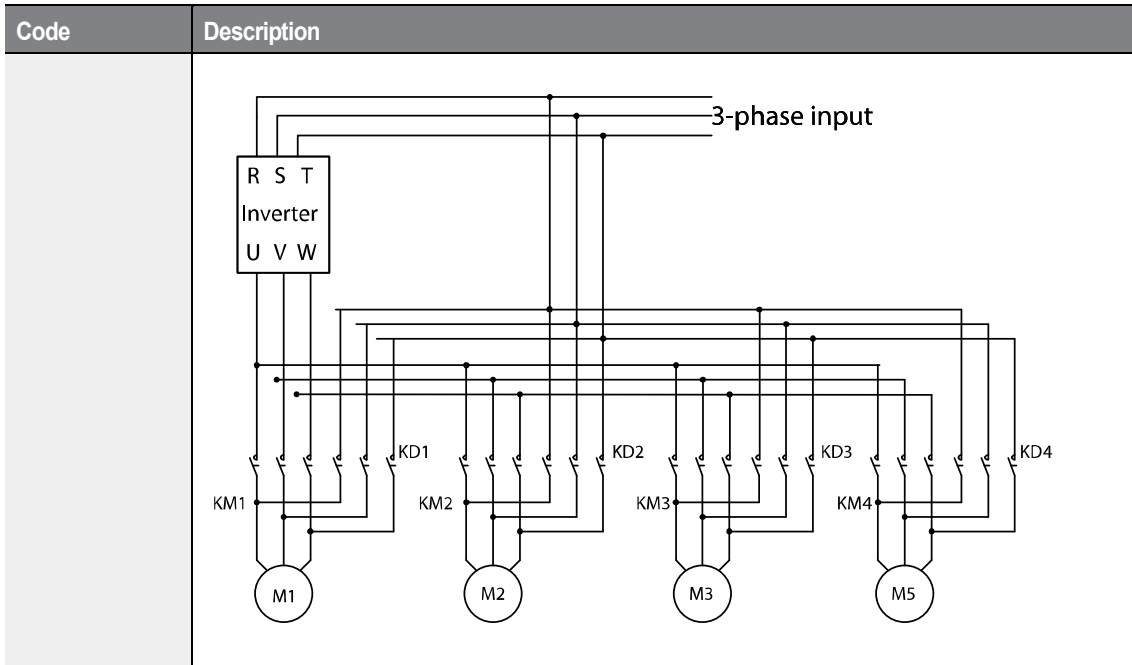 Code Description
3-phase input
R S T
Inverter
U V W
KD1 KD2 KD3 KD4
KM1 KM2 KM3 KM4
M1 M2 M3 M5